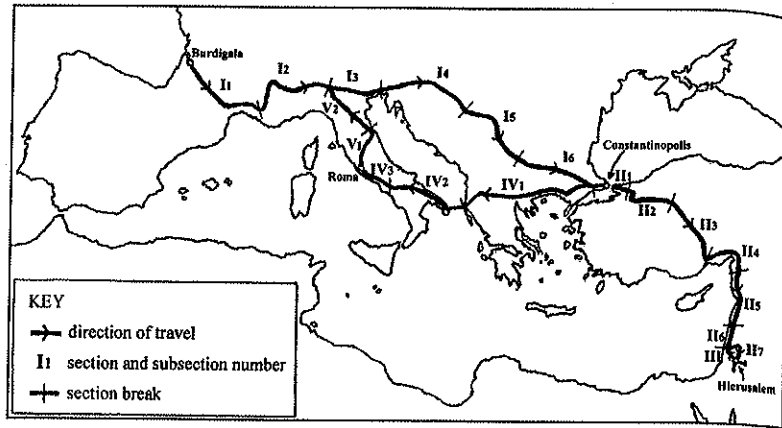 Burdigala
I1
I2
I3
I4
I5
I6
Constantinopolis
V2
V1
Roma
IV3
IV2
IV1
II1
II2
II3
II4
II5
II6
II7
III
Hierusalem
KEY
direction of travel
I1 section and subsection number
section break